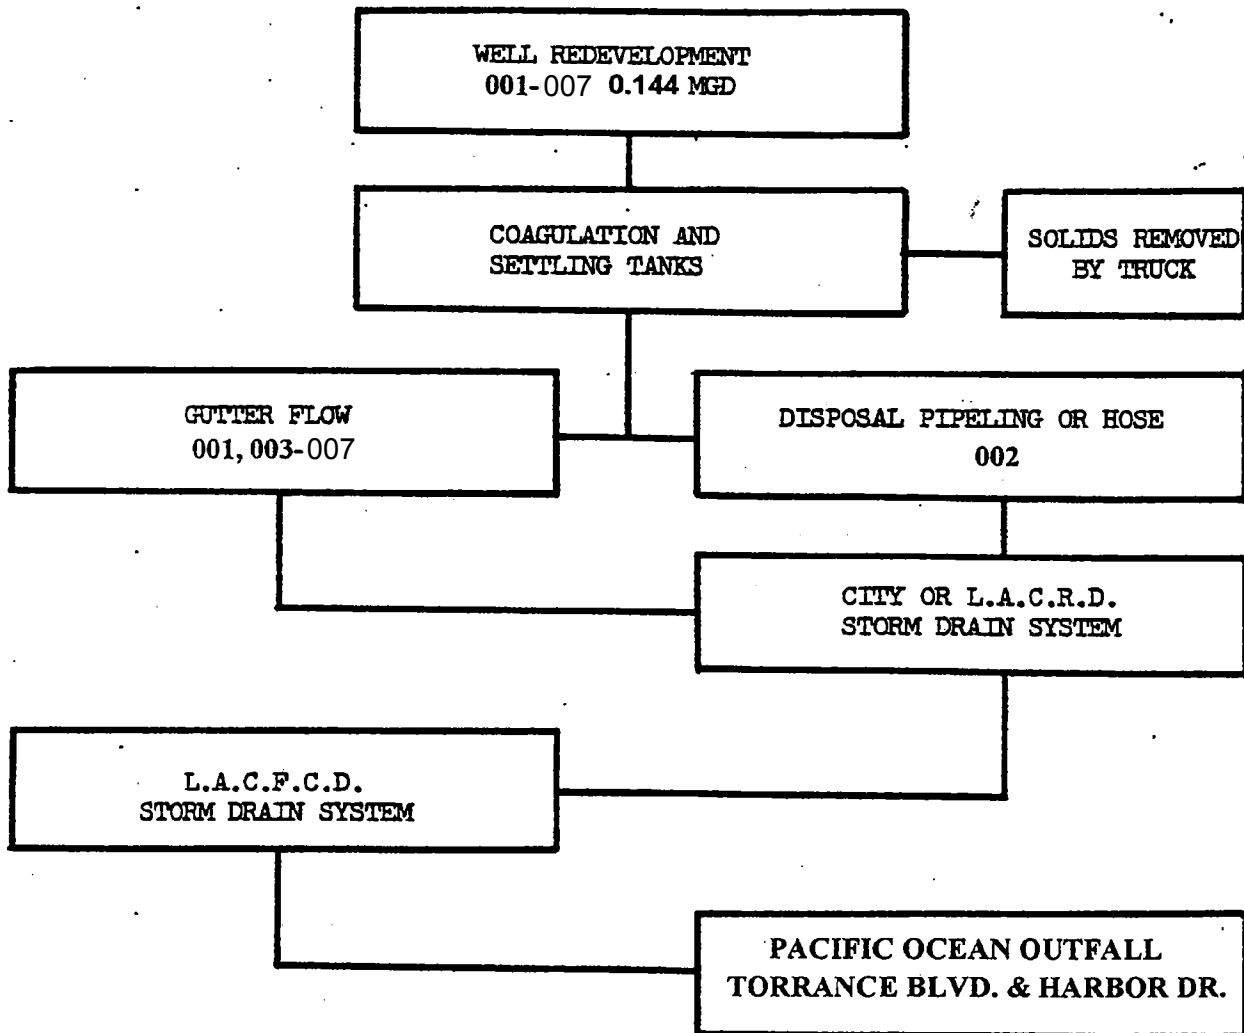 WELL REDEVELOPMENT
001-007 0.144 MGD
COAGULATION AND
SETTLING TANKS
SOLIDS REMOVED
BY TRUCK
GUTTER FLOW
001, 003-007
DISPOSAL PIPELING OR HOSE
002
CITY OR L.A.C.R.D.
STORM DRAIN SYSTEM
L.A.C.F.C.D.
STORM DRAIN SYSTEM
PACIFIC OCEAN OUTFALL
TORRANCE BLVD. & HARBOR DR.